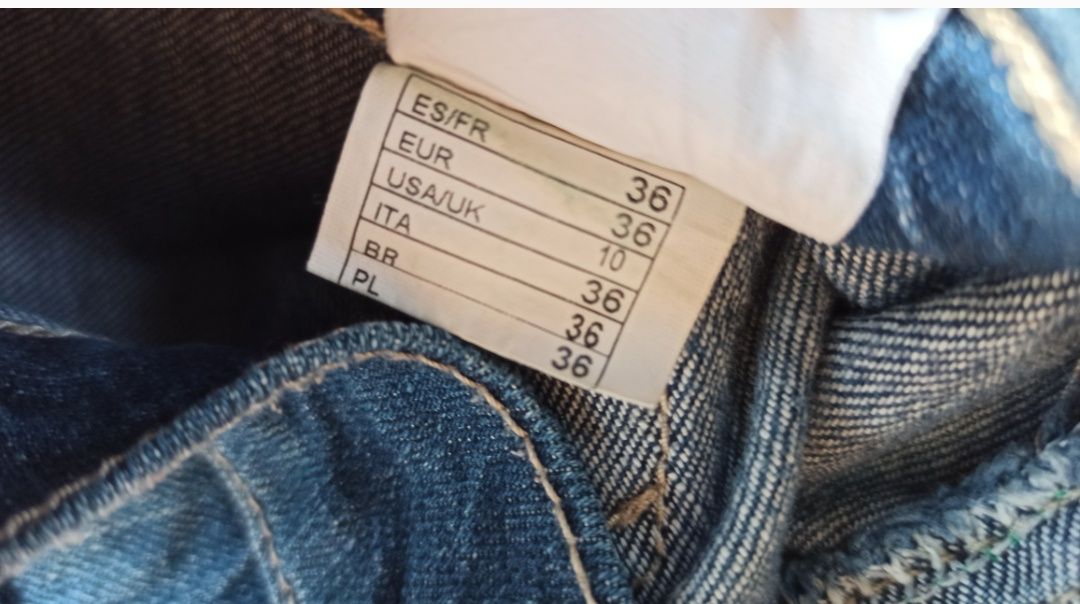 ES/FR 36
EUR 36
USA/UK 10
ITA 36
BR 36
PL 36